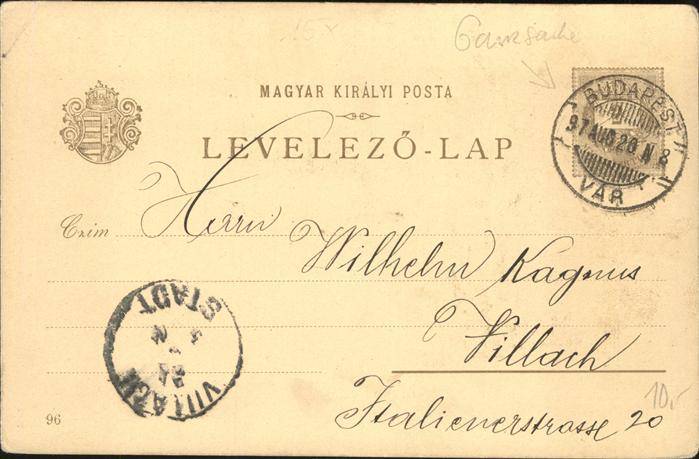 15x
Ganzsache
MAGYAR KIRÁLYI POSTA
LEVELEZŐ-LAP
BUDAPEST
97 AUG 20 N 8
VÁR
Czim
Herrn
Wilhelm Kagnus
Villach
Italienerstrasse 20
VILLACH
STADT
96
10,-